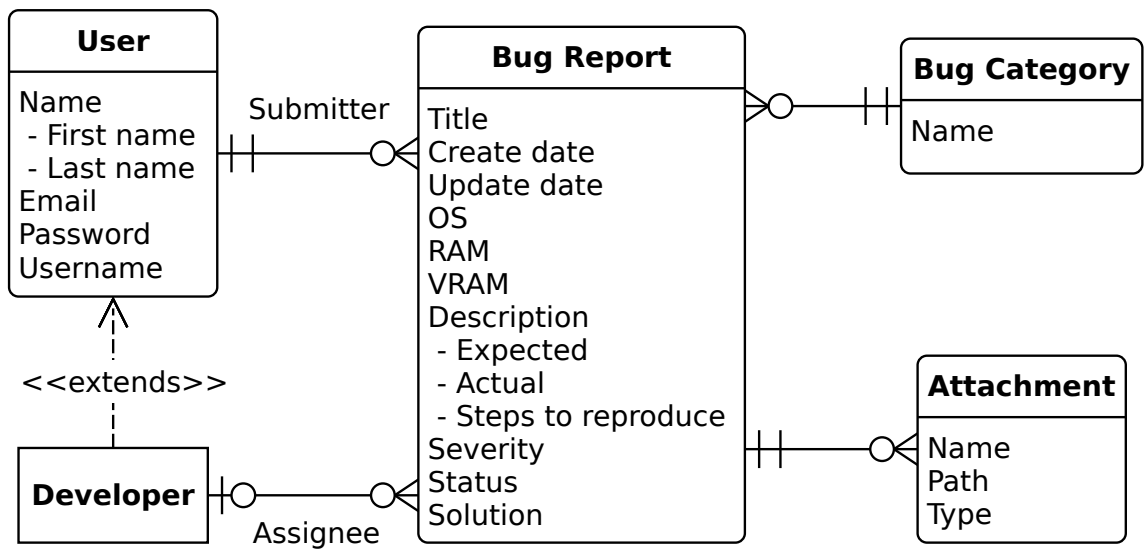 User
Name
- First name
- Last name
Email
Password
Username
Submitter
<<extends>>
Developer
Assignee
Bug Report
Title
Create date
Update date
OS
RAM
VRAM
Description
- Expected
- Actual
- Steps to reproduce
Severity
Status
Solution
Bug Category
Name
Attachment
Name
Path
Type